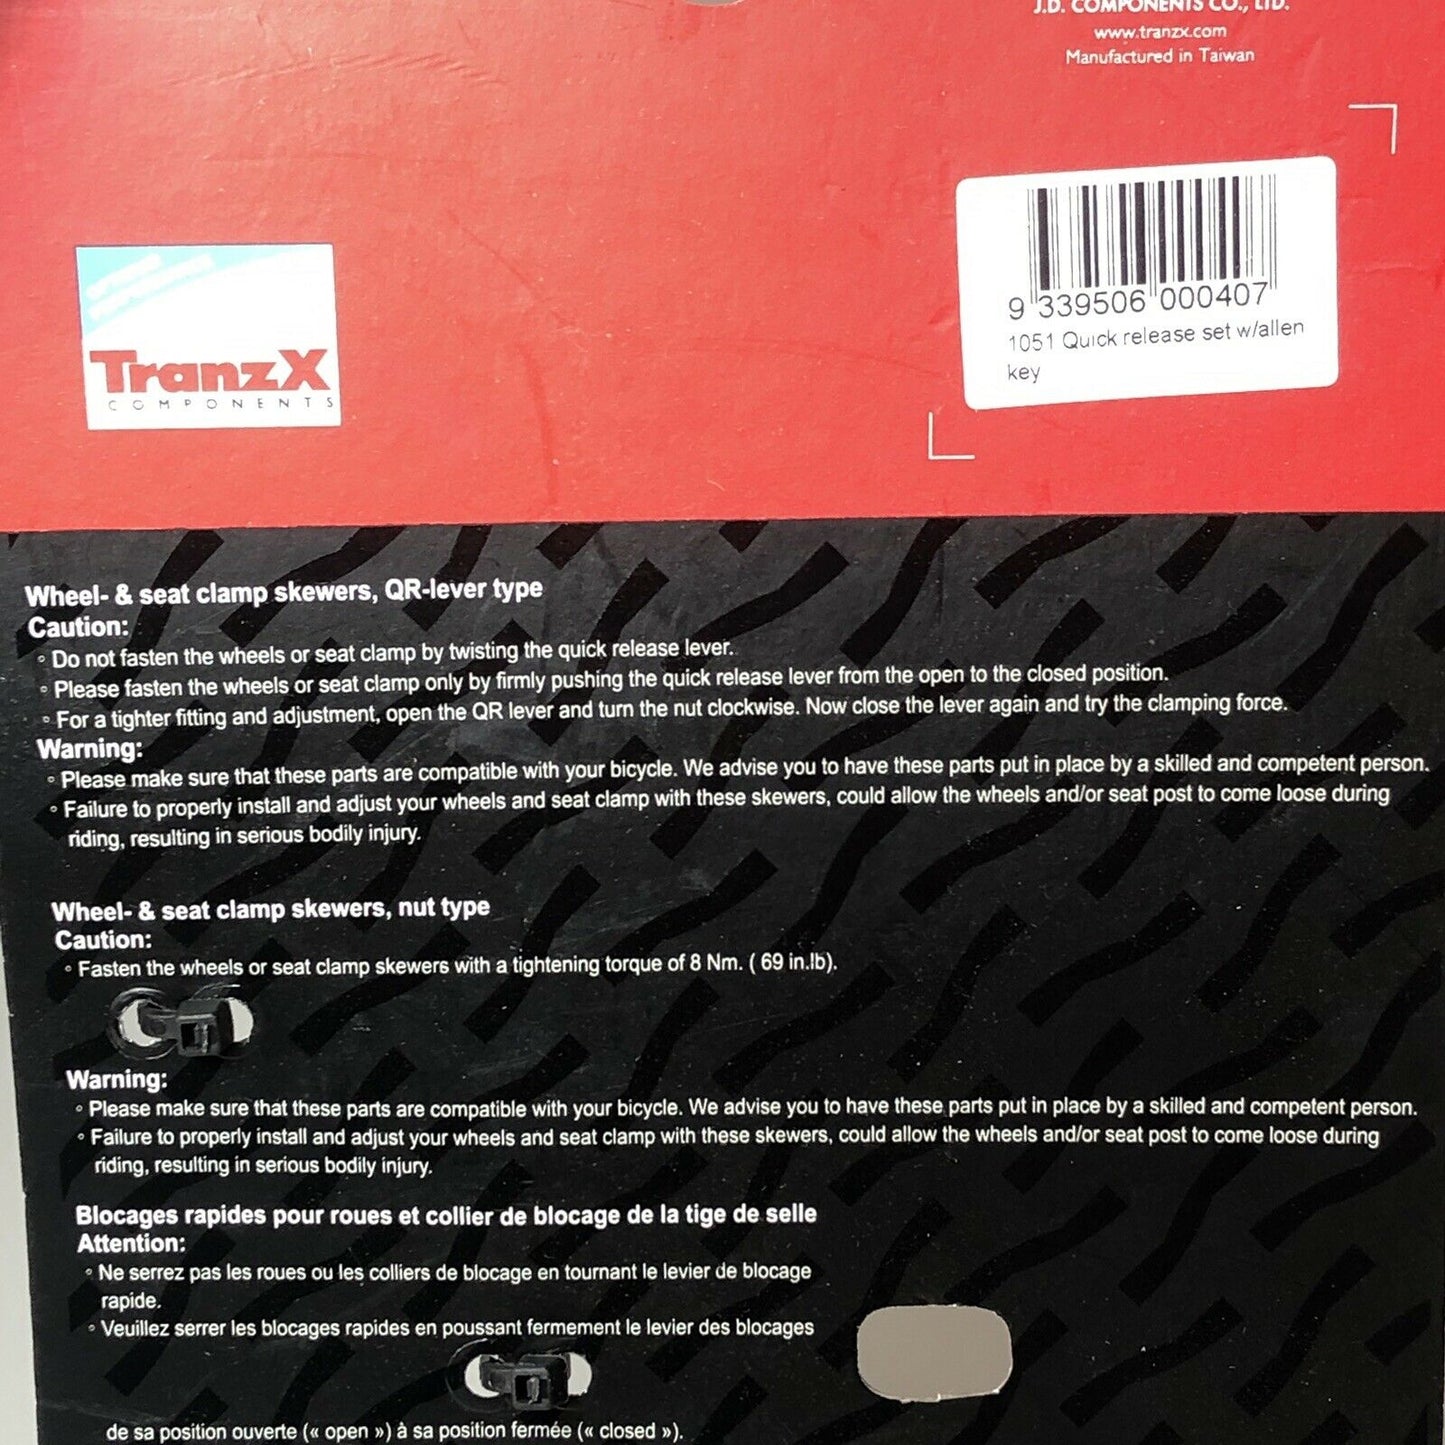 J.D. COMPONENTS CO., LTD.
www.tranzx.com
Manufactured in Taiwan
9 339506 000407
1051 Quick release set w/allen
key
TranzX
COMPONENTS
Wheel- & seat clamp skewers, QR-lever type
Caution:
◦ Do not fasten the wheels or seat clamp by twisting the quick release lever.
◦ Please fasten the wheels or seat clamp only by firmly pushing the quick release lever from the open to the closed position.
◦ For a tighter fitting and adjustment, open the QR lever and turn the nut clockwise. Now close the lever again and try the clamping force.
Warning:
◦ Please make sure that these parts are compatible with your bicycle. We advise you to have these parts put in place by a skilled and competent person.
◦ Failure to properly install and adjust your wheels and seat clamp with these skewers, could allow the wheels and/or seat post to come loose during
riding, resulting in serious bodily injury.
Wheel- & seat clamp skewers, nut type
Caution:
◦ Fasten the wheels or seat clamp skewers with a tightening torque of 8 Nm. ( 69 in.lb).
Warning:
◦ Please make sure that these parts are compatible with your bicycle. We advise you to have these parts put in place by a skilled and competent person.
◦ Failure to properly install and adjust your wheels and seat clamp with these skewers, could allow the wheels and/or seat post to come loose during
riding, resulting in serious bodily injury.
Blocages rapides pour roues et collier de blocage de la tige de selle
Attention:
◦ Ne serrez pas les roues ou les colliers de blocage en tournant le levier de blocage
rapide.
◦ Veuillez serrer les blocages rapides en poussant fermement le levier des blocages
de sa position ouverte (« open ») à sa position fermée (« closed »).